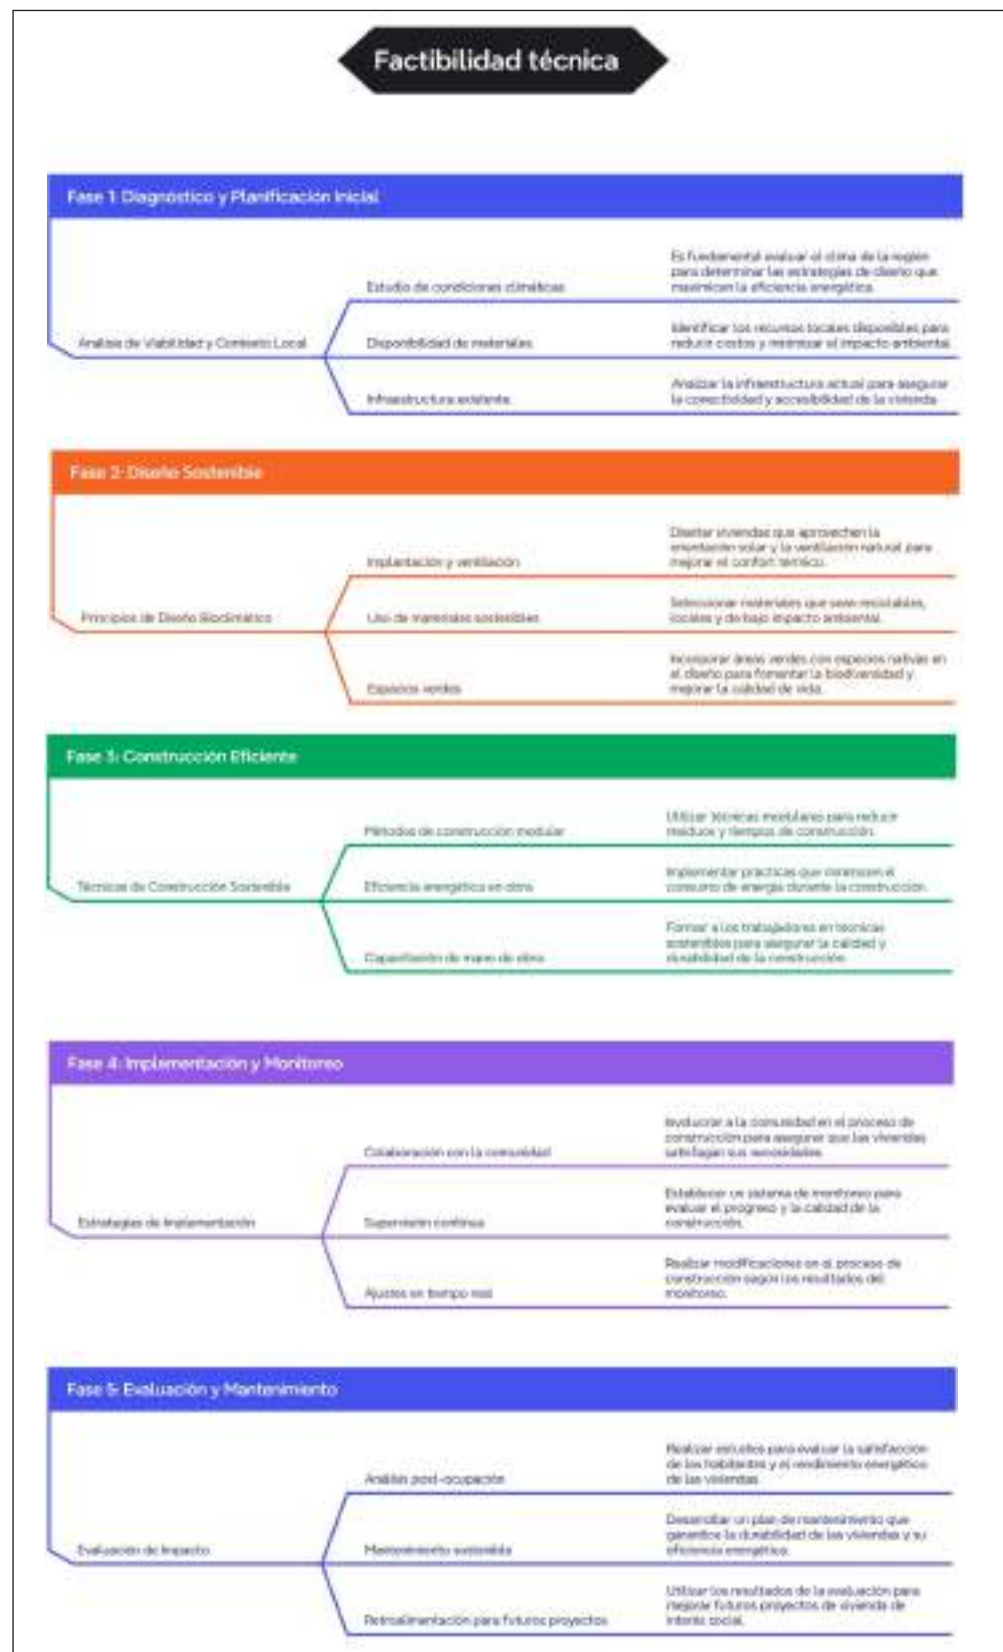 Factibilidad técnica
Fase 1: Diagnóstico y Planificación Inicial
Análisis de Viabilidad y Contexto Local
Estudio de condiciones climáticas
Es fundamental evaluar el clima de la región
para determinar las estrategias de diseño que
maximicen la eficiencia energética.
Disponibilidad de materiales
Identificar los recursos locales disponibles para
reducir costos y minimizar el impacto ambiental.
Infraestructura existente
Analizar la infraestructura actual para asegurar
la conectividad y accesibilidad de la vivienda.
Fase 2: Diseño Sostenible
Principios de Diseño Bioclimático
Implantación y ventilación
Diseñar viviendas que aprovechen la
orientación solar y la ventilación natural para
mejorar el confort térmico.
Uso de materiales sostenibles
Seleccionar materiales que sean reciclables,
locales y de bajo impacto ambiental.
Espacios verdes
Incorporar áreas verdes con especies nativas en
el diseño para fomentar la biodiversidad y
mejorar la calidad de vida.
Fase 3: Construcción Eficiente
Técnicas de Construcción Sostenible
Métodos de construcción modular
Utilizar técnicas modulares para reducir
residuos y tiempos de construcción.
Eficiencia energética en obra
Implementar prácticas que minimicen el
consumo de energía durante la construcción.
Capacitación de mano de obra
Formar a los trabajadores en técnicas
sostenibles para asegurar la calidad y
durabilidad de la construcción.
Fase 4: Implementación y Monitoreo
Estrategias de Implementación
Colaboración con la comunidad
Involucrar a la comunidad en el proceso de
construcción para asegurar que las viviendas
satisfagan sus necesidades.
Supervisión continua
Establecer un sistema de monitoreo para
evaluar el progreso y la calidad de la
construcción.
Ajustes en tiempo real
Realizar modificaciones en el proceso de
construcción según los resultados del
monitoreo.
Fase 5: Evaluación y Mantenimiento
Evaluación de Impacto
Análisis post-ocupación
Realizar estudios para evaluar la satisfacción
de los habitantes y el rendimiento energético
de las viviendas.
Mantenimiento sostenible
Desarrollar un plan de mantenimiento que
garantice la durabilidad de las viviendas y su
eficiencia energética.
Retroalimentación para futuros proyectos
Utilizar los resultados de la evaluación para
mejorar futuros proyectos de vivienda de
interés social.